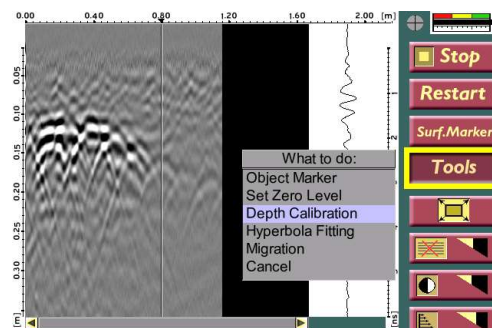 0.00 0.40 0.80 1.20 1.60 2.00 [m]
0.05
0.10
0.15
0.20
0.25
0.30
1
2
[ns]
Stop
Restart
Surf.Marker
Tools
What to do:
Object Marker
Set Zero Level
Depth Calibration
Hyperbola Fitting
Migration
Cancel